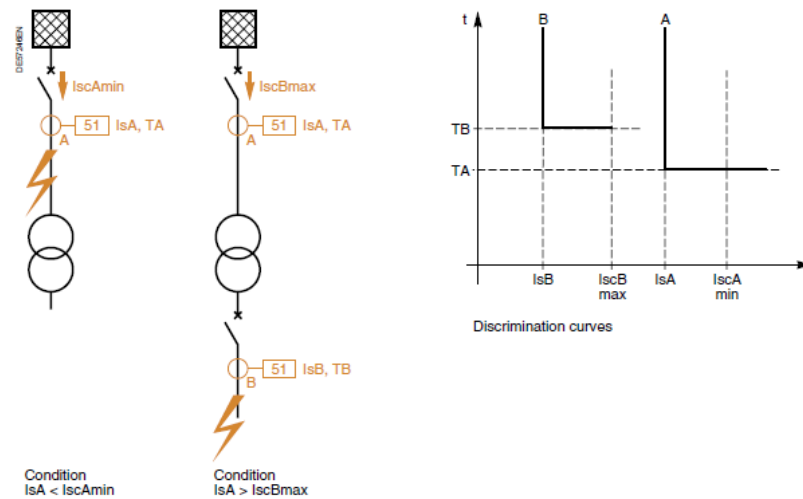 DE57246EN
IscAmin
51 IsA, TA
A
IscBmax
51 IsA, TA
A
51 IsB, TB
B
Condition
IsA < IscAmin
Condition
IsA > IscBmax
t
B
A
TB
TA
IsB
IscB
max
IsA
IscA
min
Discrimination curves